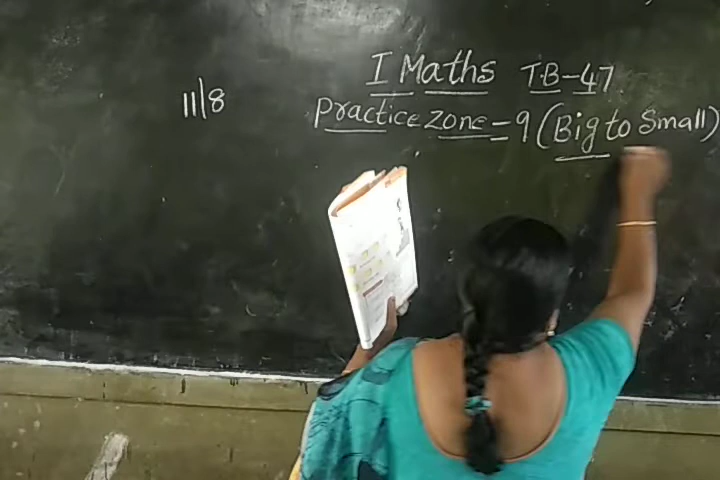 I Maths TB-47
11|8
Practice Zone-9 (Big to Small)